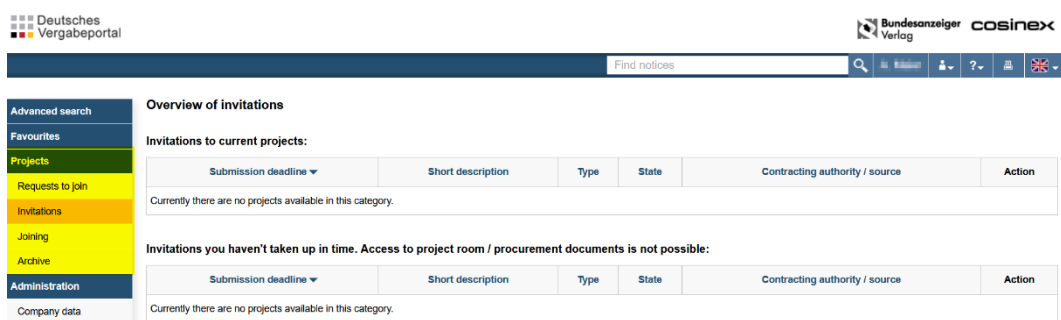 Deutsches
Vergabeportal
Bundesanzeiger
Verlag
cosinex
Find notices
?
Advanced search
Favourites
Projects
Requests to join
Invitations
Joining
Archive
Administration
Company data
Overview of invitations
Invitations to current projects:
Submission deadline Short description Type State Contracting authority / source Action
Currently there are no projects available in this category.
Invitations you haven't taken up in time. Access to project room / procurement documents is not possible:
Submission deadline Short description Type State Contracting authority / source Action
Currently there are no projects available in this category.